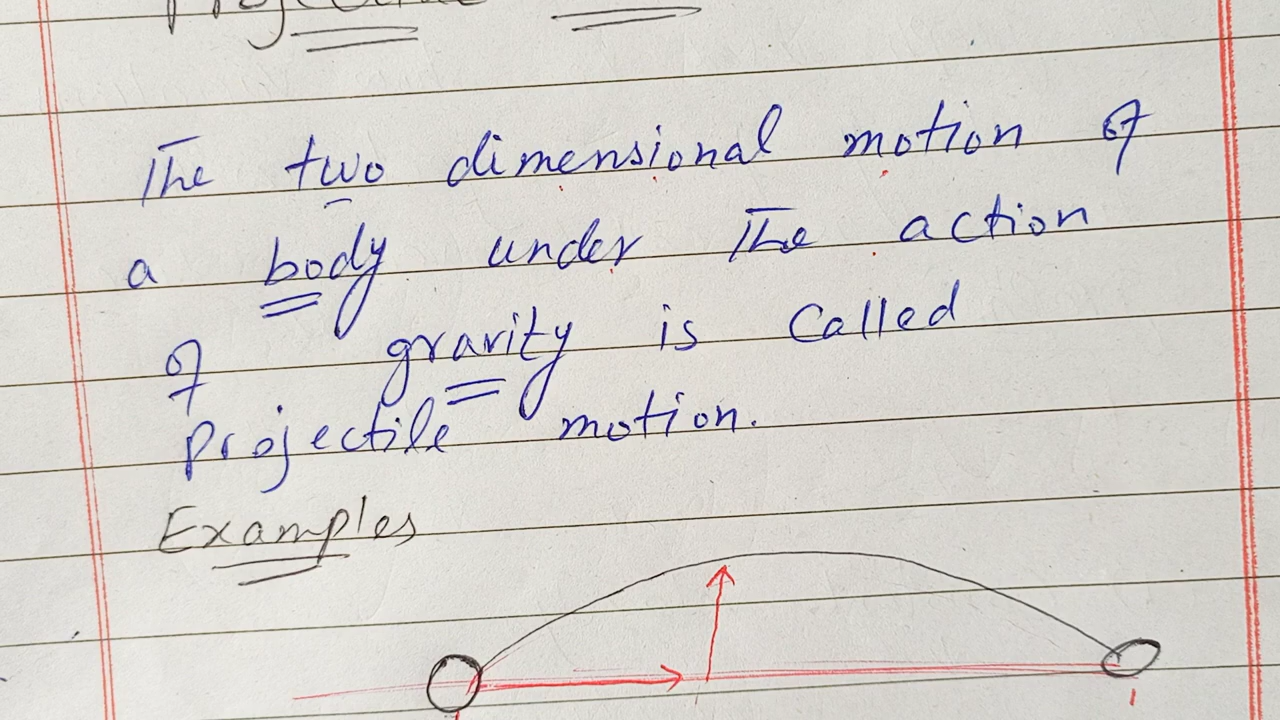 The two dimensional motion of
a body under The action
of gravity is called
Projectile motion.
Examples